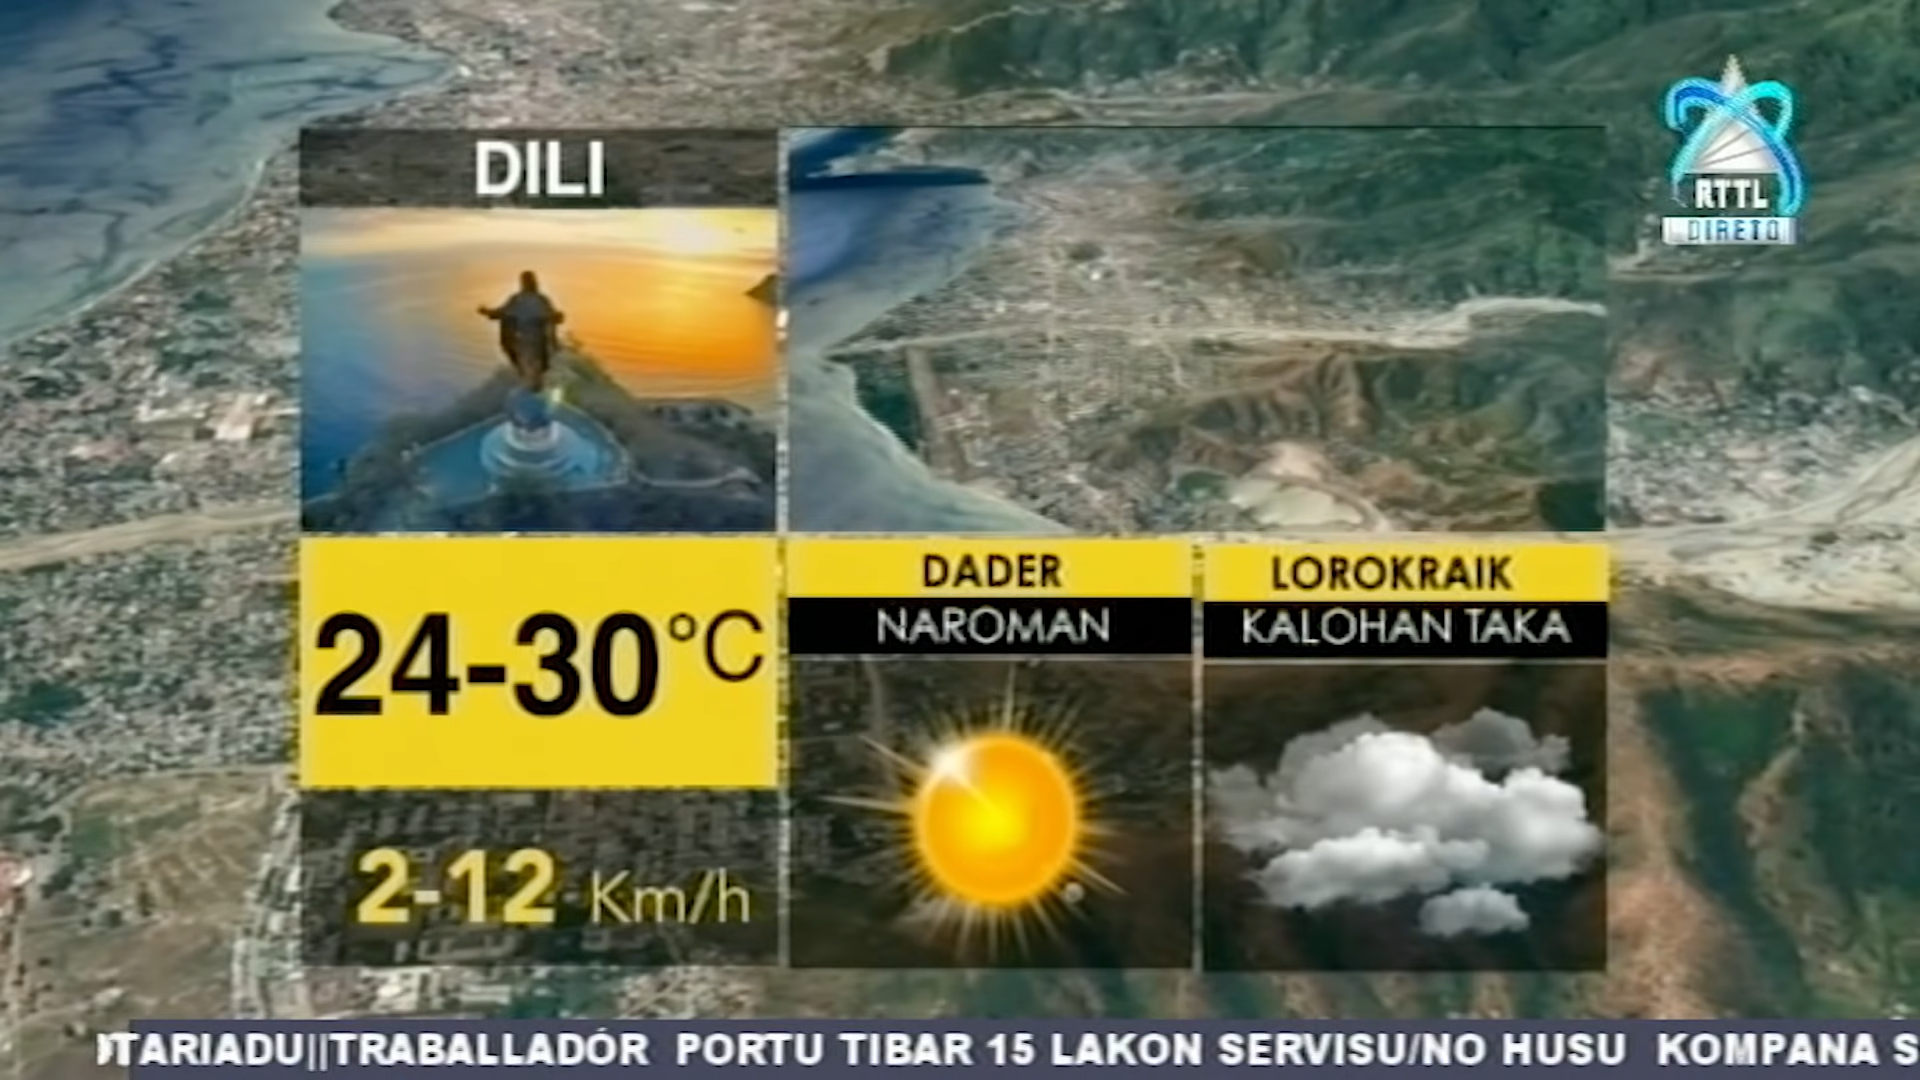 DILI
RTTL
DIRETO
24-30°C
DADER
NAROMAN
LOROKRAIK
KALOHAN TAKA
2-12 Km/h
TARIADU||TRABALLADÓR PORTU TIBAR 15 LAKON SERVISU/NO HUSU KOMPANA S